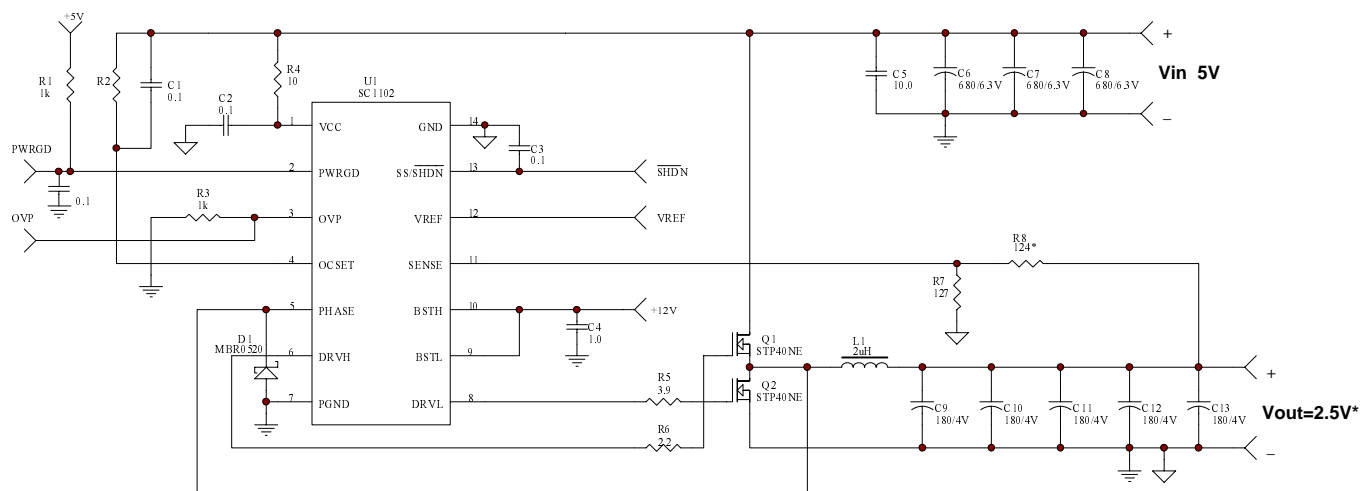 +5V
R1
1k
R2
C1
0.1
R4
10
C2
0.1
U1
SC1102
C5
10.0
C6
680/6.3V
C7
680/6.3V
C8
680/6.3V
+
Vin 5V
_
1
VCC
GND
14
C3
0.1
PWRGD
2
PWRGD
SS/SHDN
13
SHDN
0.1
R3
1k
3
OVP
VREF
12
VREF
OVP
4
OCSET
SENSE
11
R8
124*
R7
127
5
PHASE
BSTH
10
+12V
C4
1.0
D1
MBR0520
6
DRVH
BSTL
9
Q1
STP40NE
L1
2uH
7
PGND
DRVL
8
R5
3.9
Q2
STP40NE
R6
2.2
C9
180/4V
C10
180/4V
C11
180/4V
C12
180/4V
C13
180/4V
+
Vout=2.5V*
_